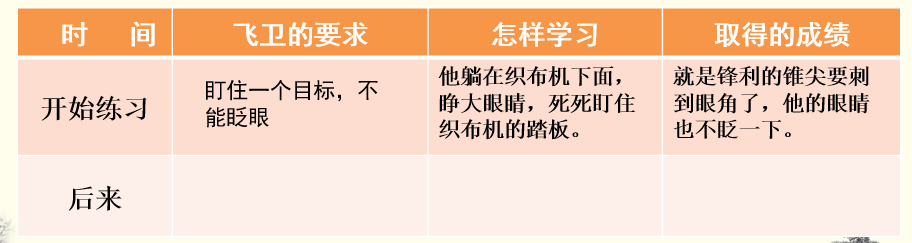 时 间 飞卫的要求 怎样学习 取得的成绩
开始练习
盯住一个目标，不
能眨眼
他躺在织布机下面，
睁大眼睛，死死盯住
织布机的踏板。
就是锋利的锥尖要刺
到眼角了，他的眼睛
也不眨一下。
后来